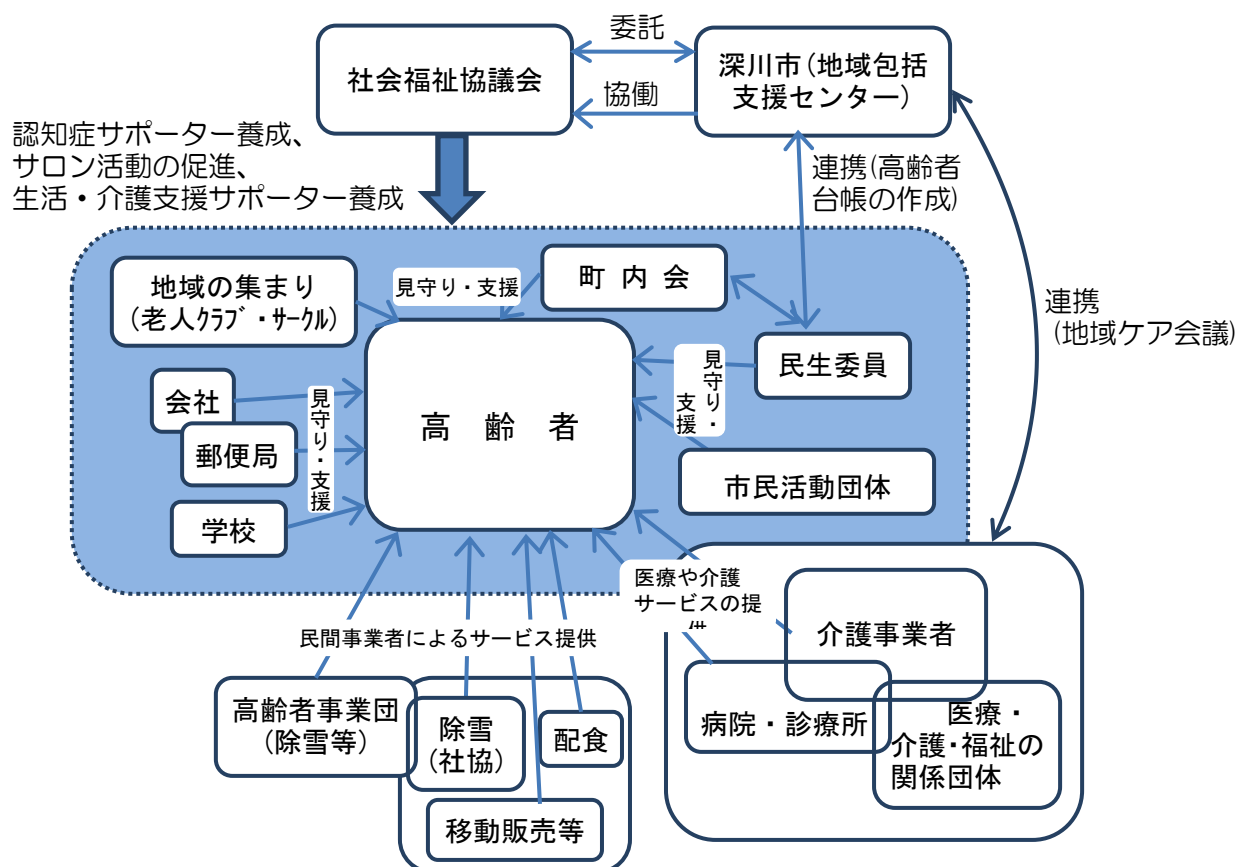 委託
社会福祉協議会
深川市(地域包括
支援センター)
協働
認知症サポーター養成、
サロン活動の促進、
生活・介護支援サポーター養成
連携(高齢者
台帳の作成)
地域の集まり
(老人ｸﾗﾌﾞ・ｻｰｸﾙ)
見守り・支援
町 内 会
連携
(地域ケア会議)
民生委員
見守り・
支援
会社
郵便局
学校
見守り・支援
高 齢 者
市民活動団体
医療や介護
サービスの提
供
民間事業者によるサービス提供
介護事業者
病院・診療所
医療・
介護・福祉の
関係団体
高齢者事業団
(除雪等)
除雪
(社協)
配食
移動販売等